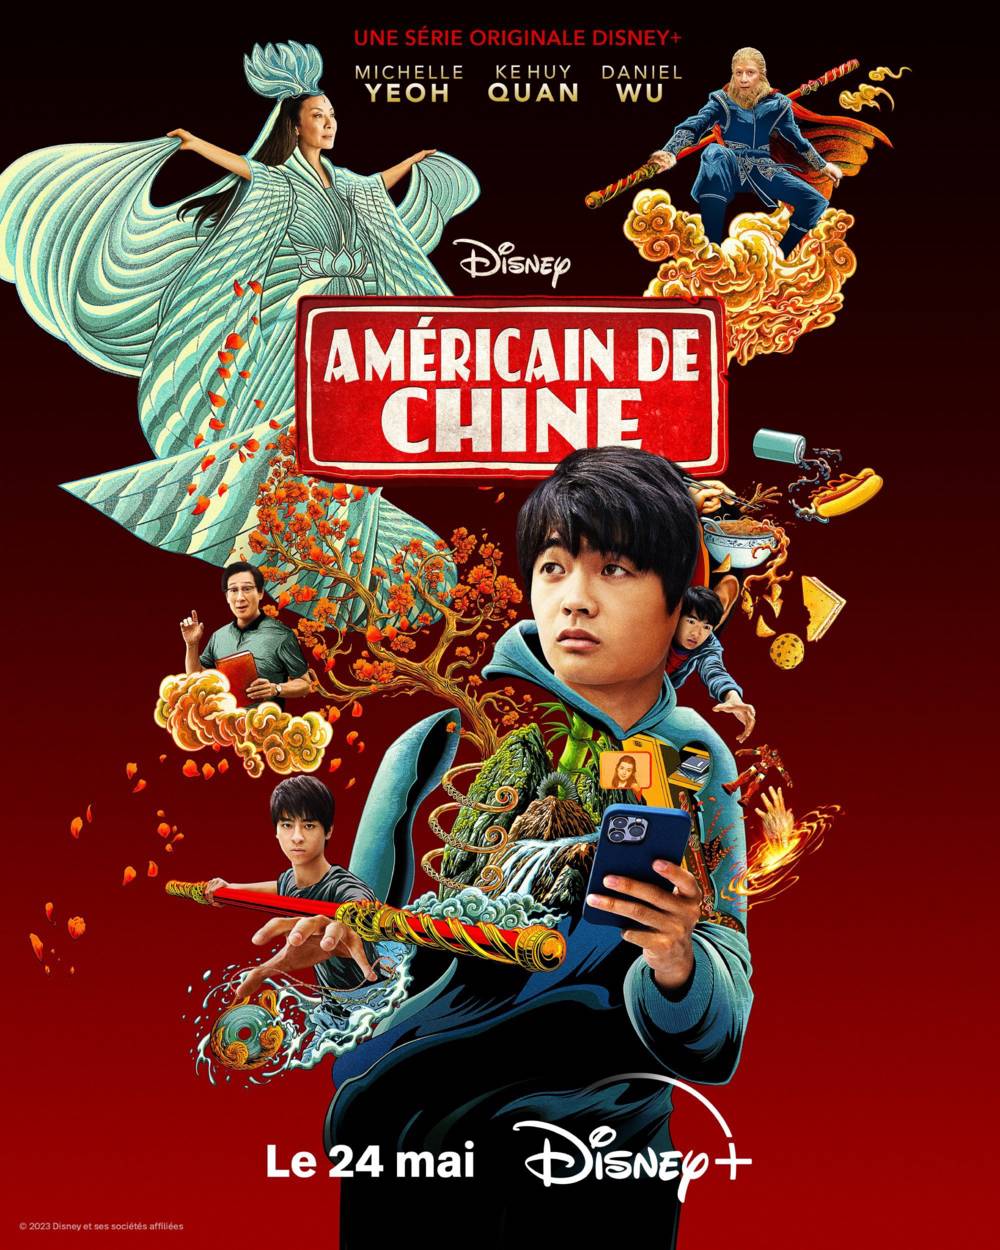 UNE SÉRIE ORIGINALE DISNEY+
MICHELLE YEOH
KE HUY QUAN
DANIEL WU
Disney
AMÉRICAIN DE
CHINE
Le 24 mai
Disney+
© 2023 Disney et ses sociétés affiliées